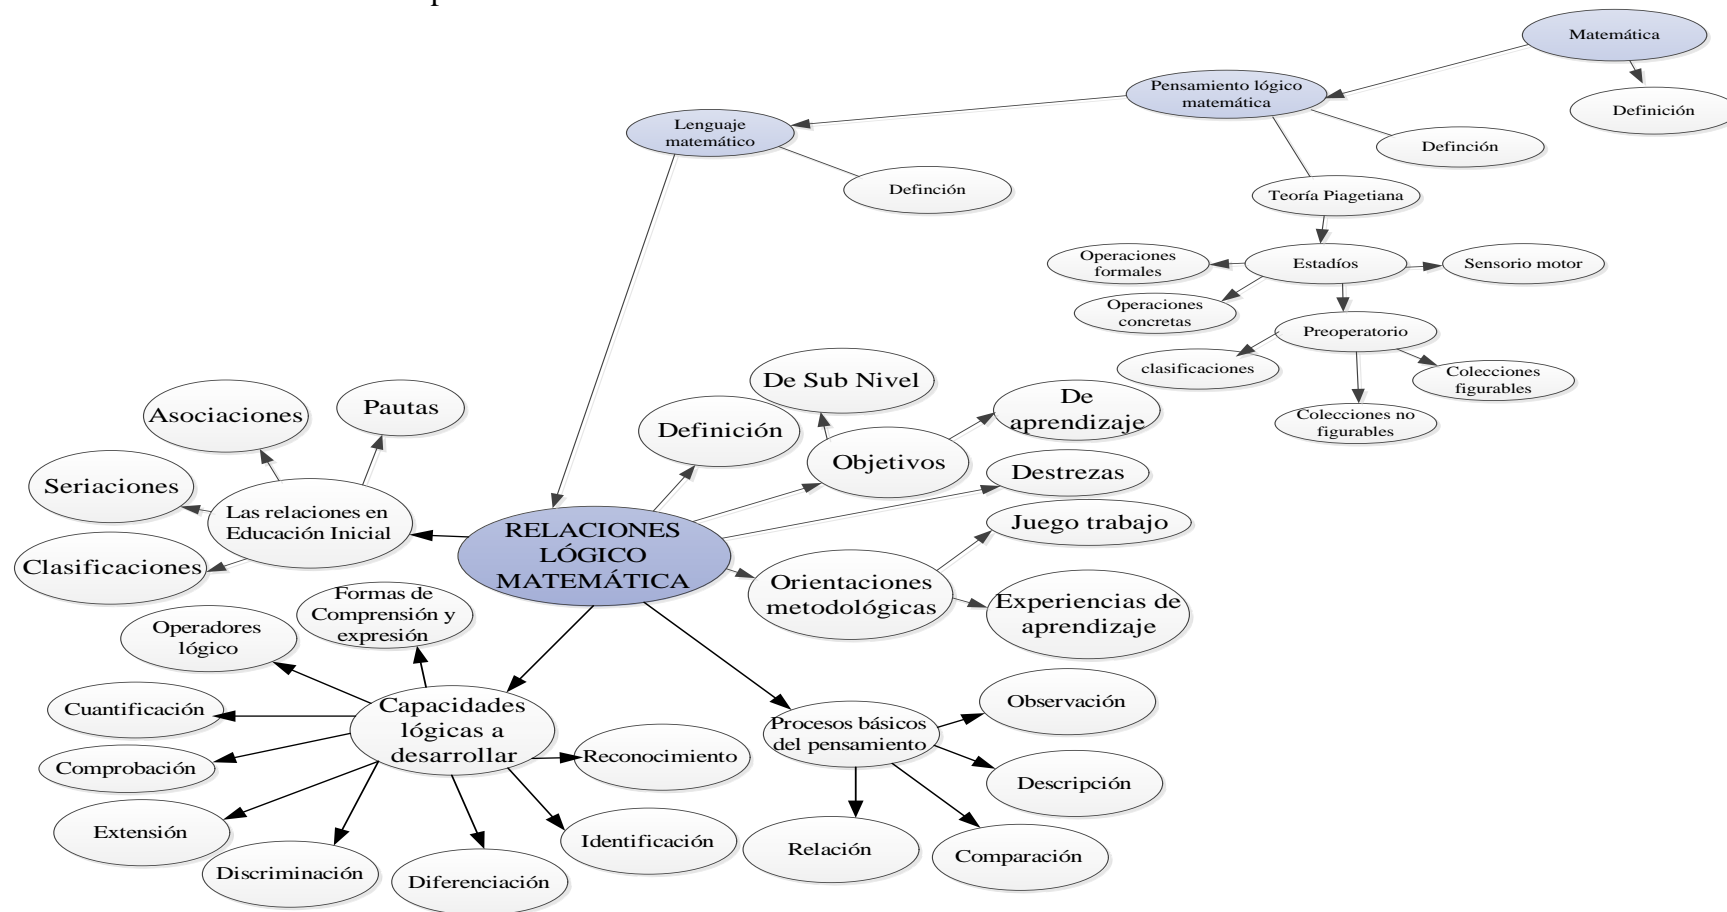 Matemática
Definición
Pensamiento lógico
matemática
Definción
Lenguaje
matemático
Definción
Teoría Piagetiana
Estadíos
Operaciones
formales
Sensorio motor
Operaciones
concretas
Preoperatorio
clasificaciones
Colecciones
figurables
Colecciones no
figurables
De Sub Nivel
De
aprendizaje
Definición
Objetivos
Destrezas
Juego trabajo
Asociaciones
Pautas
Seriaciones
Las relaciones en
Educación Inicial
Clasificaciones
RELACIONES
LÓGICO
MATEMÁTICA
Orientaciones
metodológicas
Experiencias de
aprendizaje
Formas de
Comprensión y
expresión
Operadores
lógico
Cuantificación
Capacidades
lógicas a
desarrollar
Comprobación
Reconocimiento
Extensión
Discriminación
Diferenciación
Identificación
Procesos básicos
del pensamiento
Observación
Descripción
Relación
Comparación